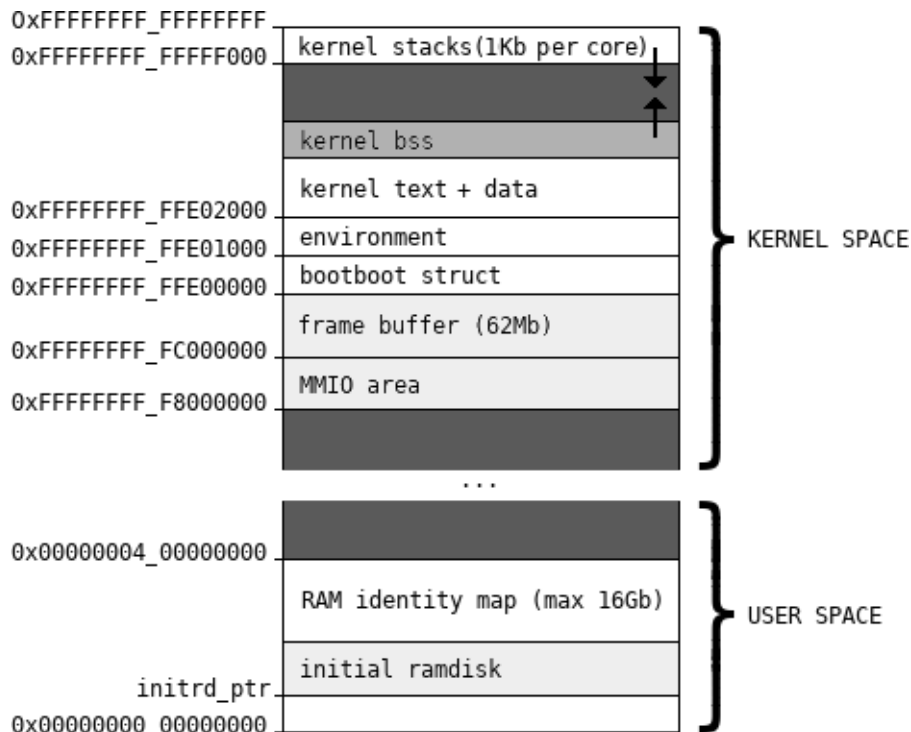 0xFFFFFFFF_FFFFFFFF
kernel stacks(1Kb per core)
0xFFFFFFFF_FFFFF000
kernel bss
kernel text + data
0xFFFFFFFF_FFE02000
environment
KERNEL SPACE
0xFFFFFFFF_FFE01000
bootboot struct
0xFFFFFFFF_FFE00000
frame buffer (62Mb)
0xFFFFFFFF_FC000000
MMIO area
0xFFFFFFFF_F8000000
...
0x00000004_00000000
RAM identity map (max 16Gb)
USER SPACE
initial ramdisk
initrd_ptr
0x00000000_00000000